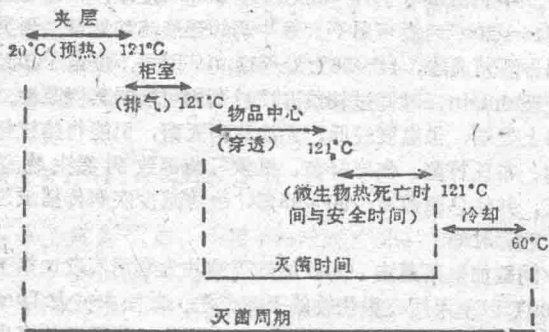 夹层
20°C(预热)121°C
柜室
(排气)121°C
物品中心
(穿透)
121°C
(微生物热死亡时 121°C
间与安全时间)
冷却
60°C
灭菌时间
灭菌周期